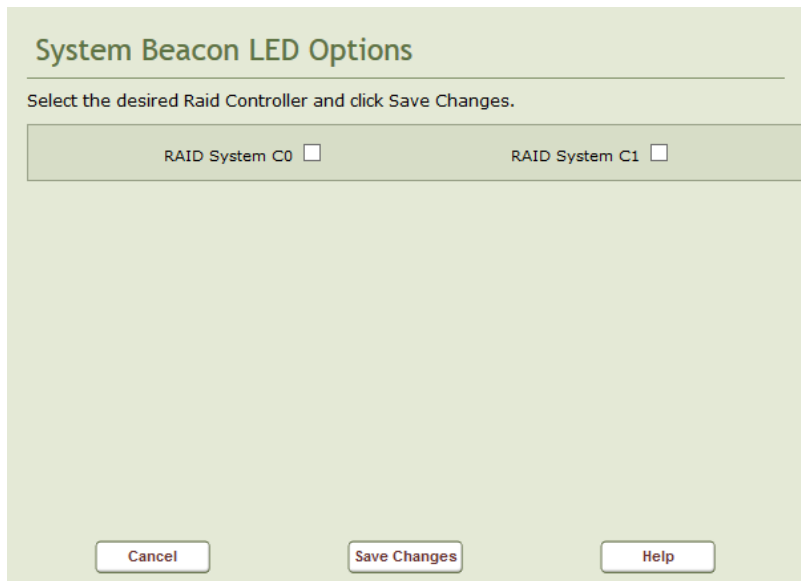 System Beacon LED Options
Select the desired Raid Controller and click Save Changes.
RAID System C0 RAID System C1
Cancel Save Changes Help